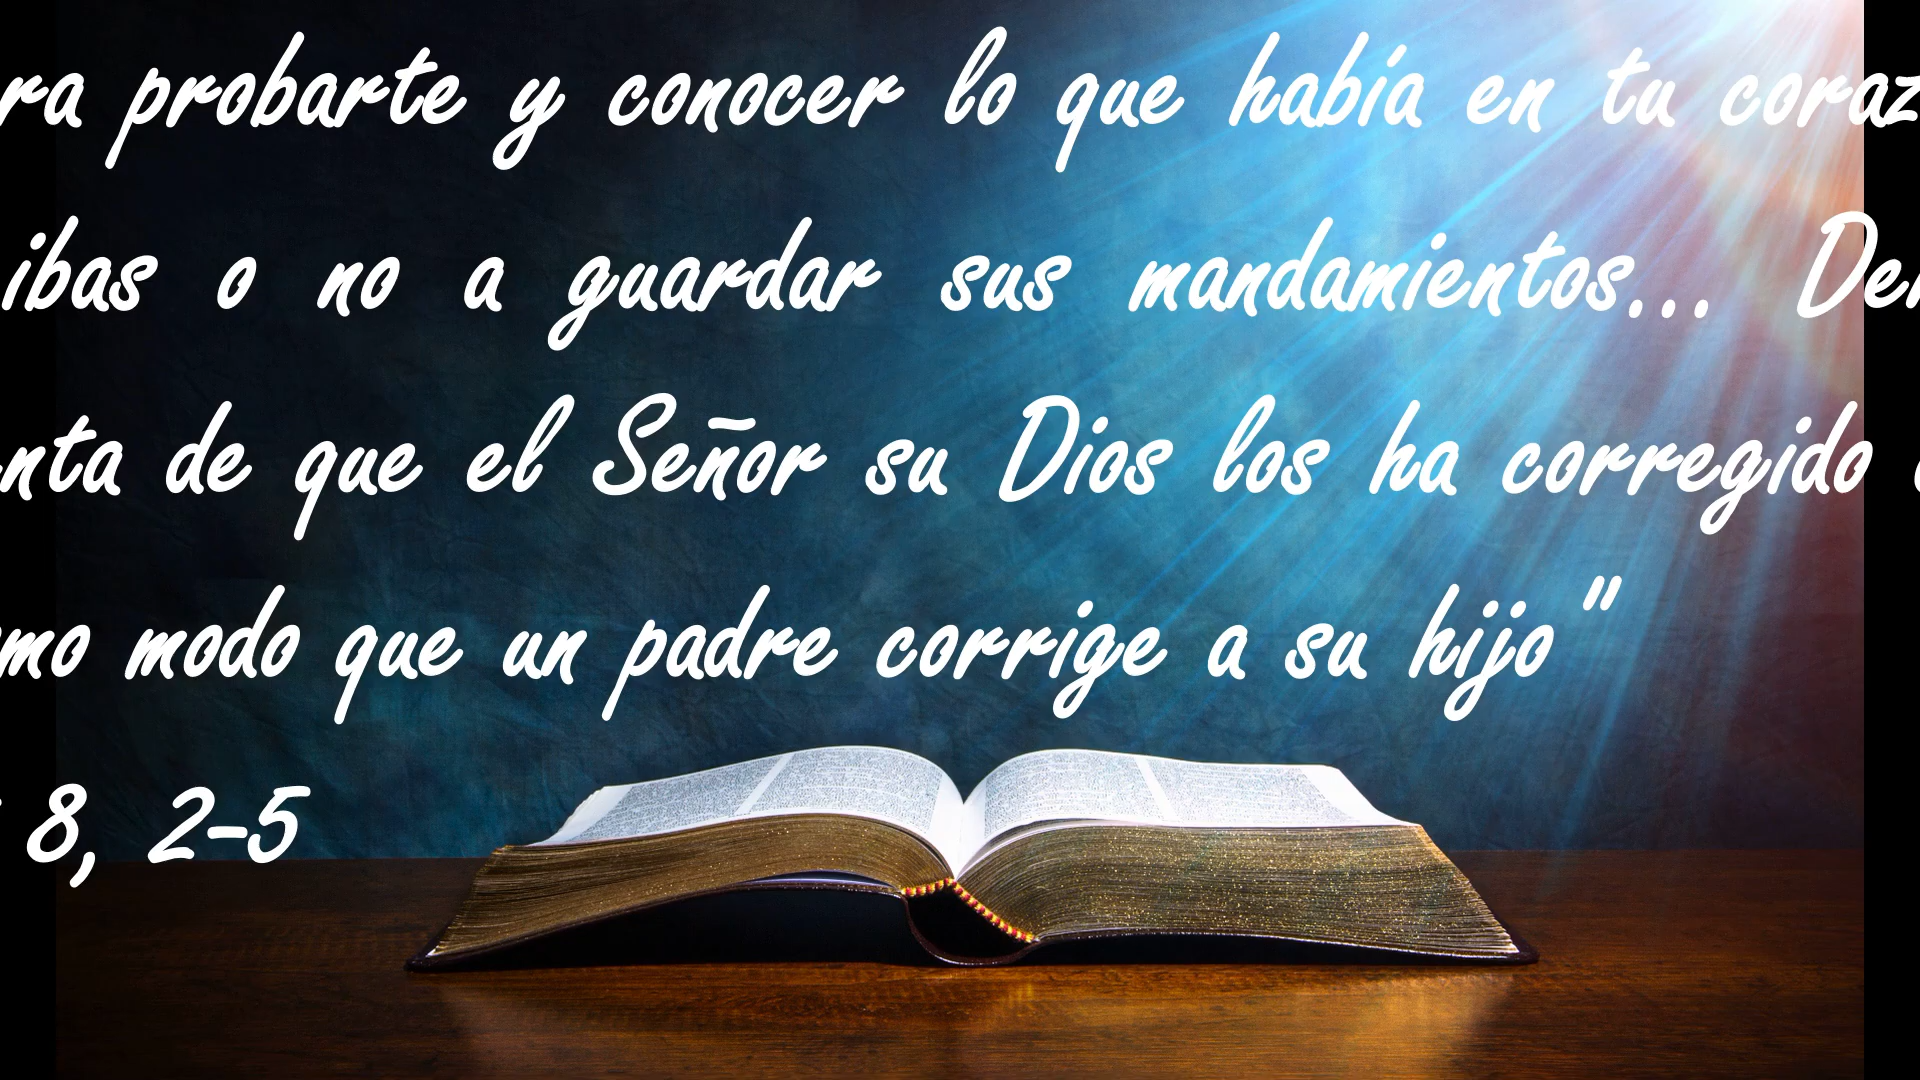 ra probarte y conocer lo que había en tu coraz
ibas o no a guardar sus mandamientos... De
nta de que el Señor su Dios los ha corregido
mo modo que un padre corrige a su hijo"
8, 2-5